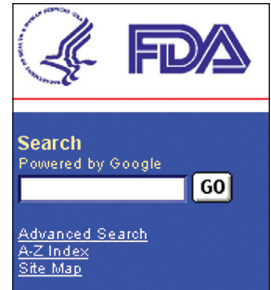 FDA
Search
Powered by Google
GO
Advanced Search
A-Z Index
Site Map